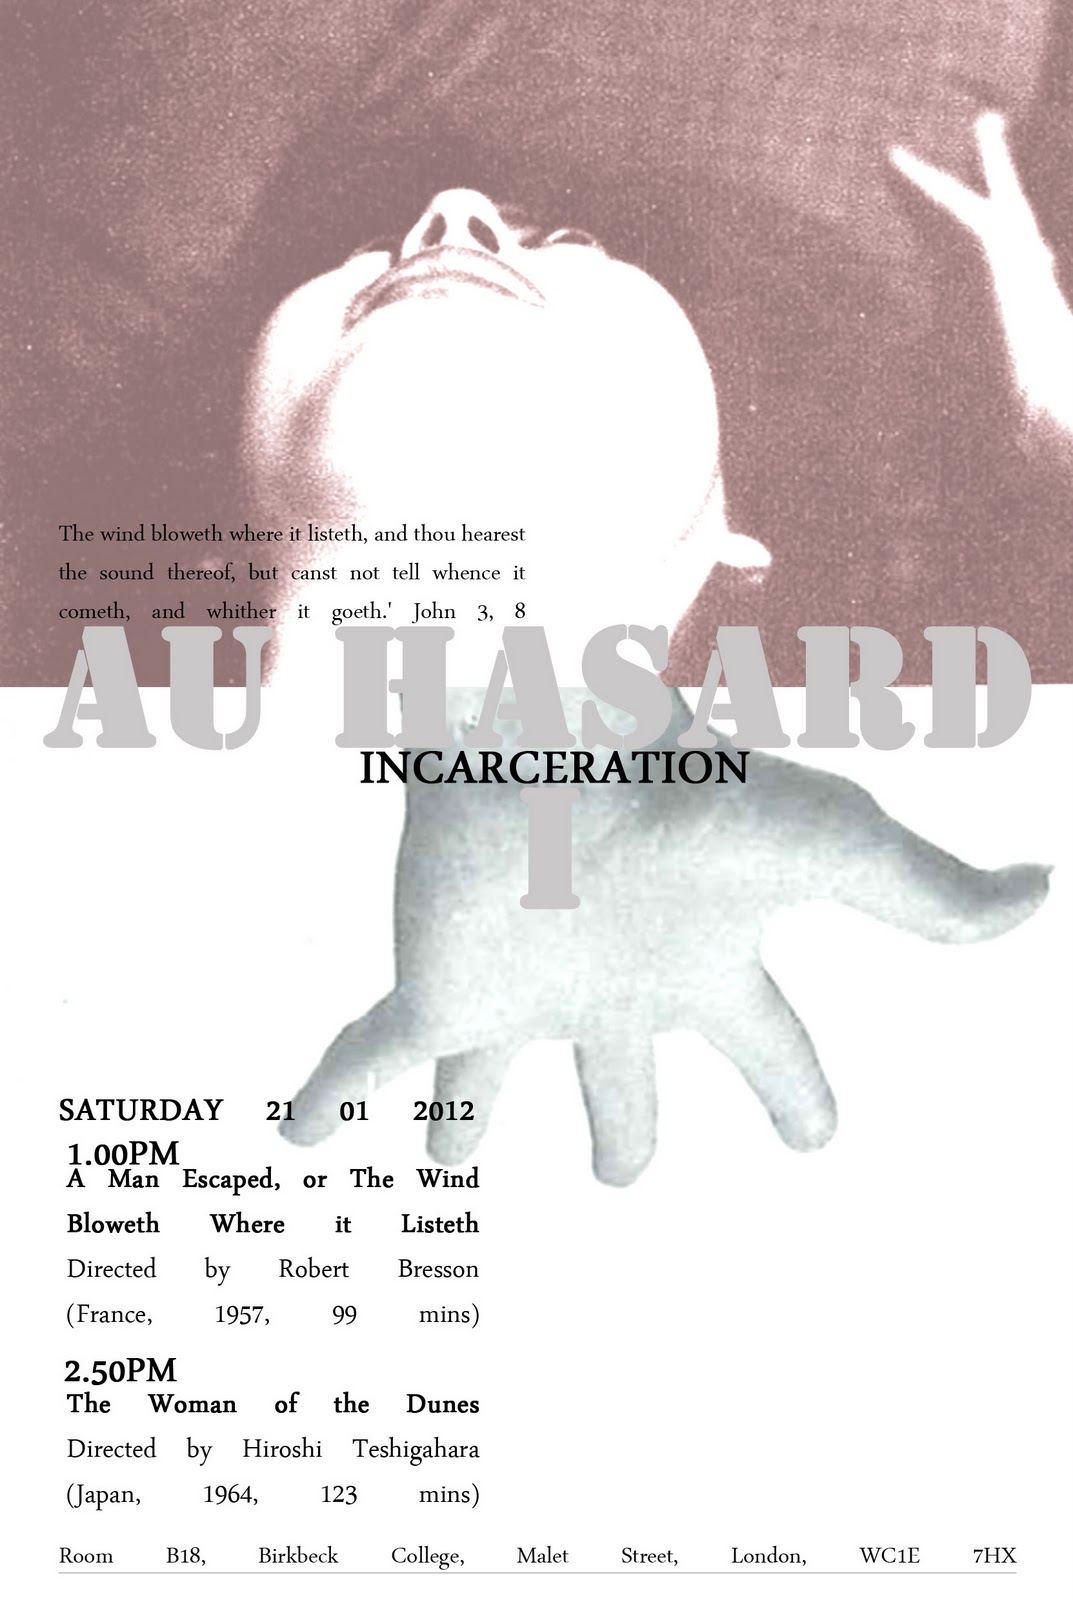 The wind bloweth where it listeth, and thou hearest
the sound thereof, but canst not tell whence it
cometh, and whither it goeth.' John 3, 8
AU HASARD
INCARCERATION
I
SATURDAY 21 01 2012
1.00PM
A Man Escaped, or The Wind
Bloweth Where it Listeth
Directed by Robert Bresson
(France, 1957, 99 mins)
2.50PM
The Woman of the Dunes
Directed by Hiroshi Teshigahara
(Japan, 1964, 123 mins)
Room B18, Birkbeck College, Malet Street, London, WC1E 7HX